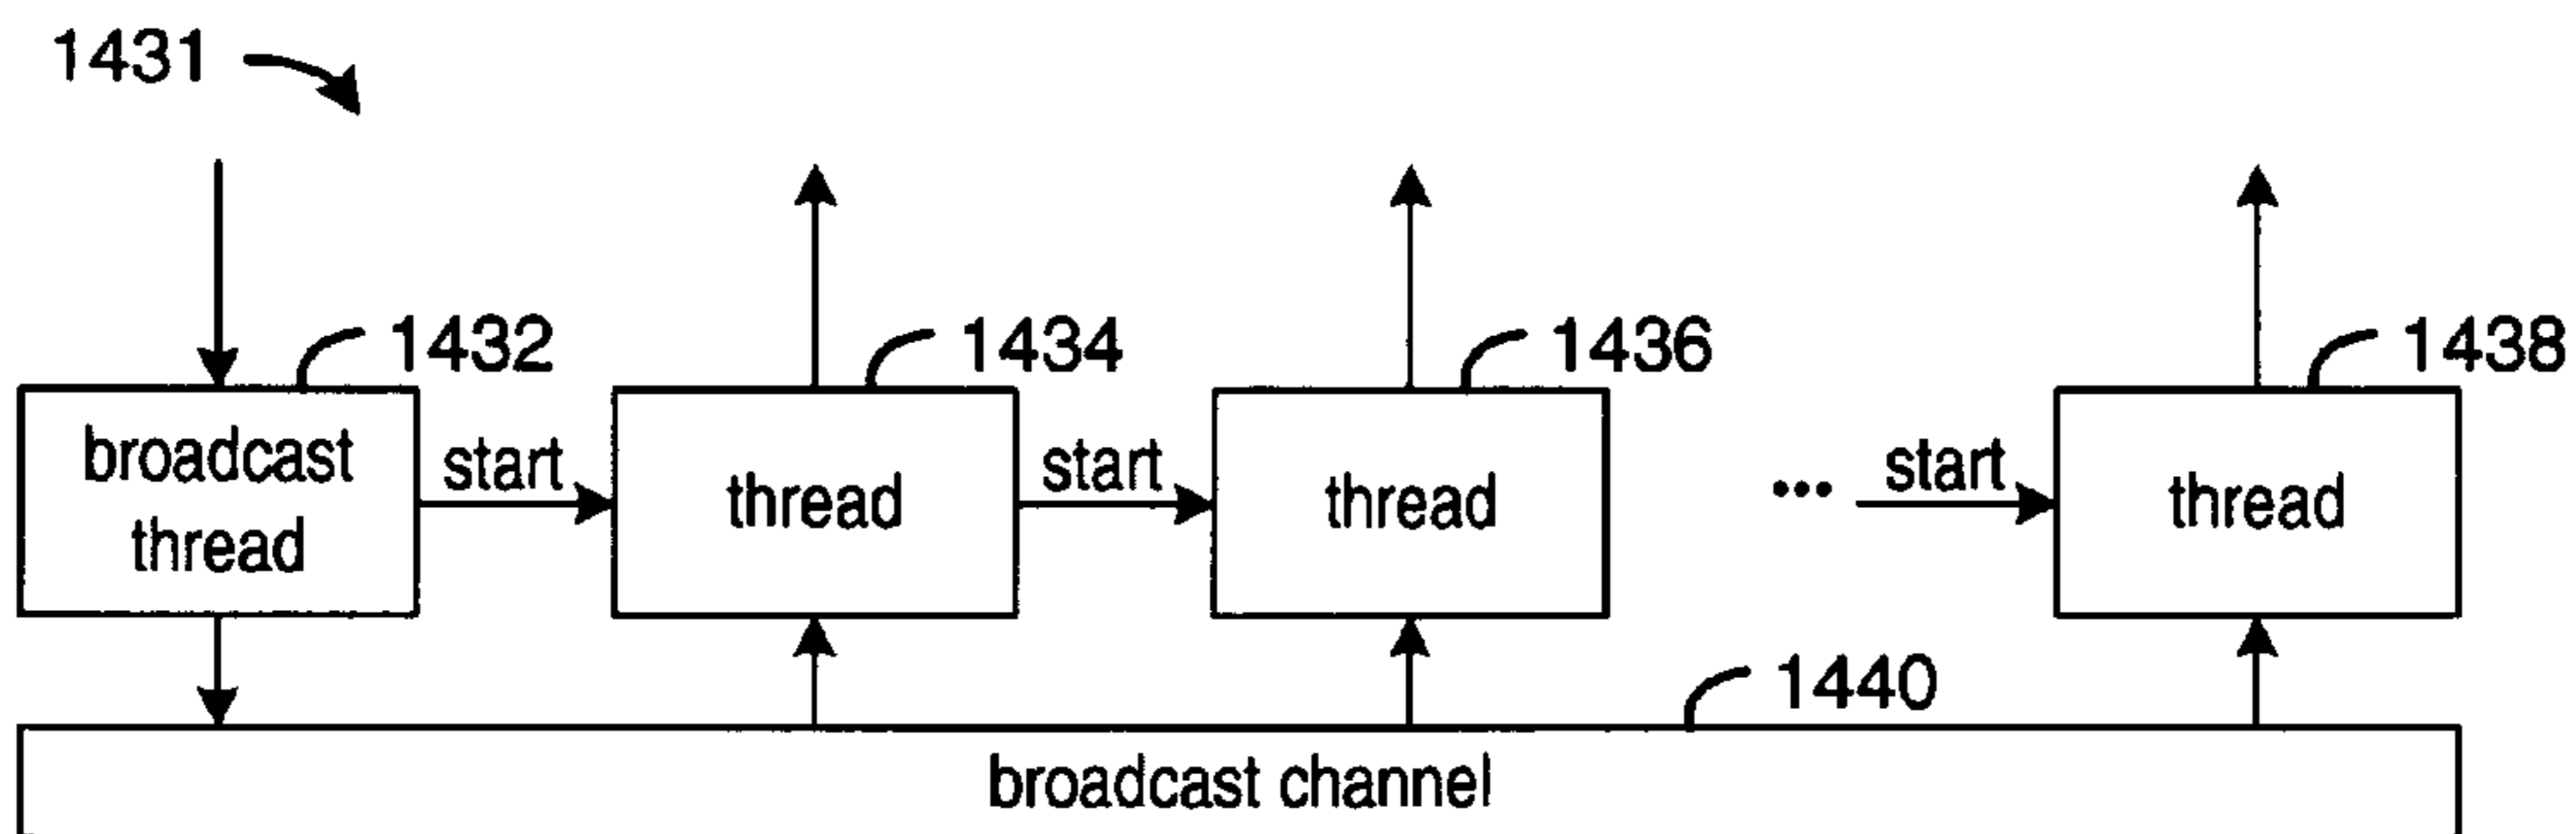 1431
1432
1434
1436
1438
broadcast
thread
start
thread
start
thread
... start
thread
1440
broadcast channel